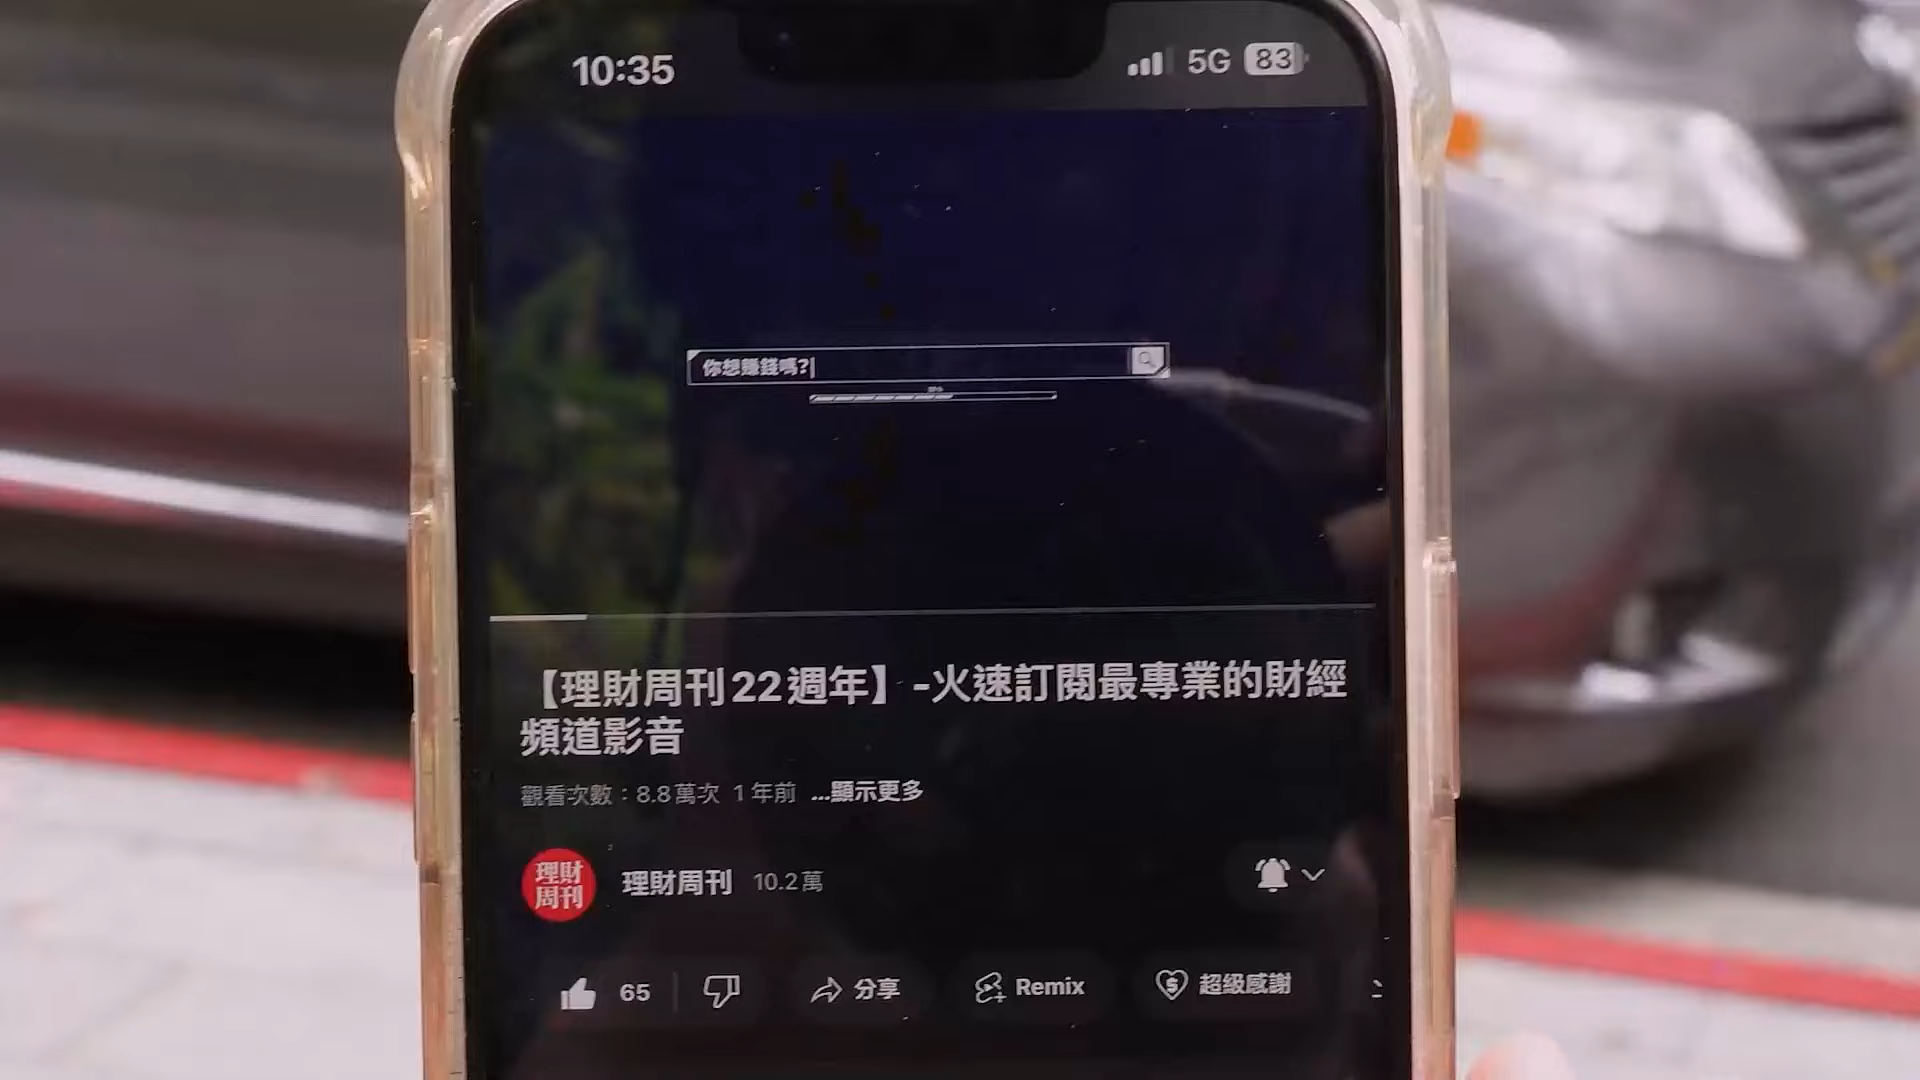 10:35
5G 83
你想賺錢嗎?
【理財周刊22週年】-火速訂閱最專業的財經
頻道影音
觀看次數：8.8萬次 1年前 ...顯示更多
理財
周刊
理財周刊 10.2萬
65 分享 Remix 超級感謝